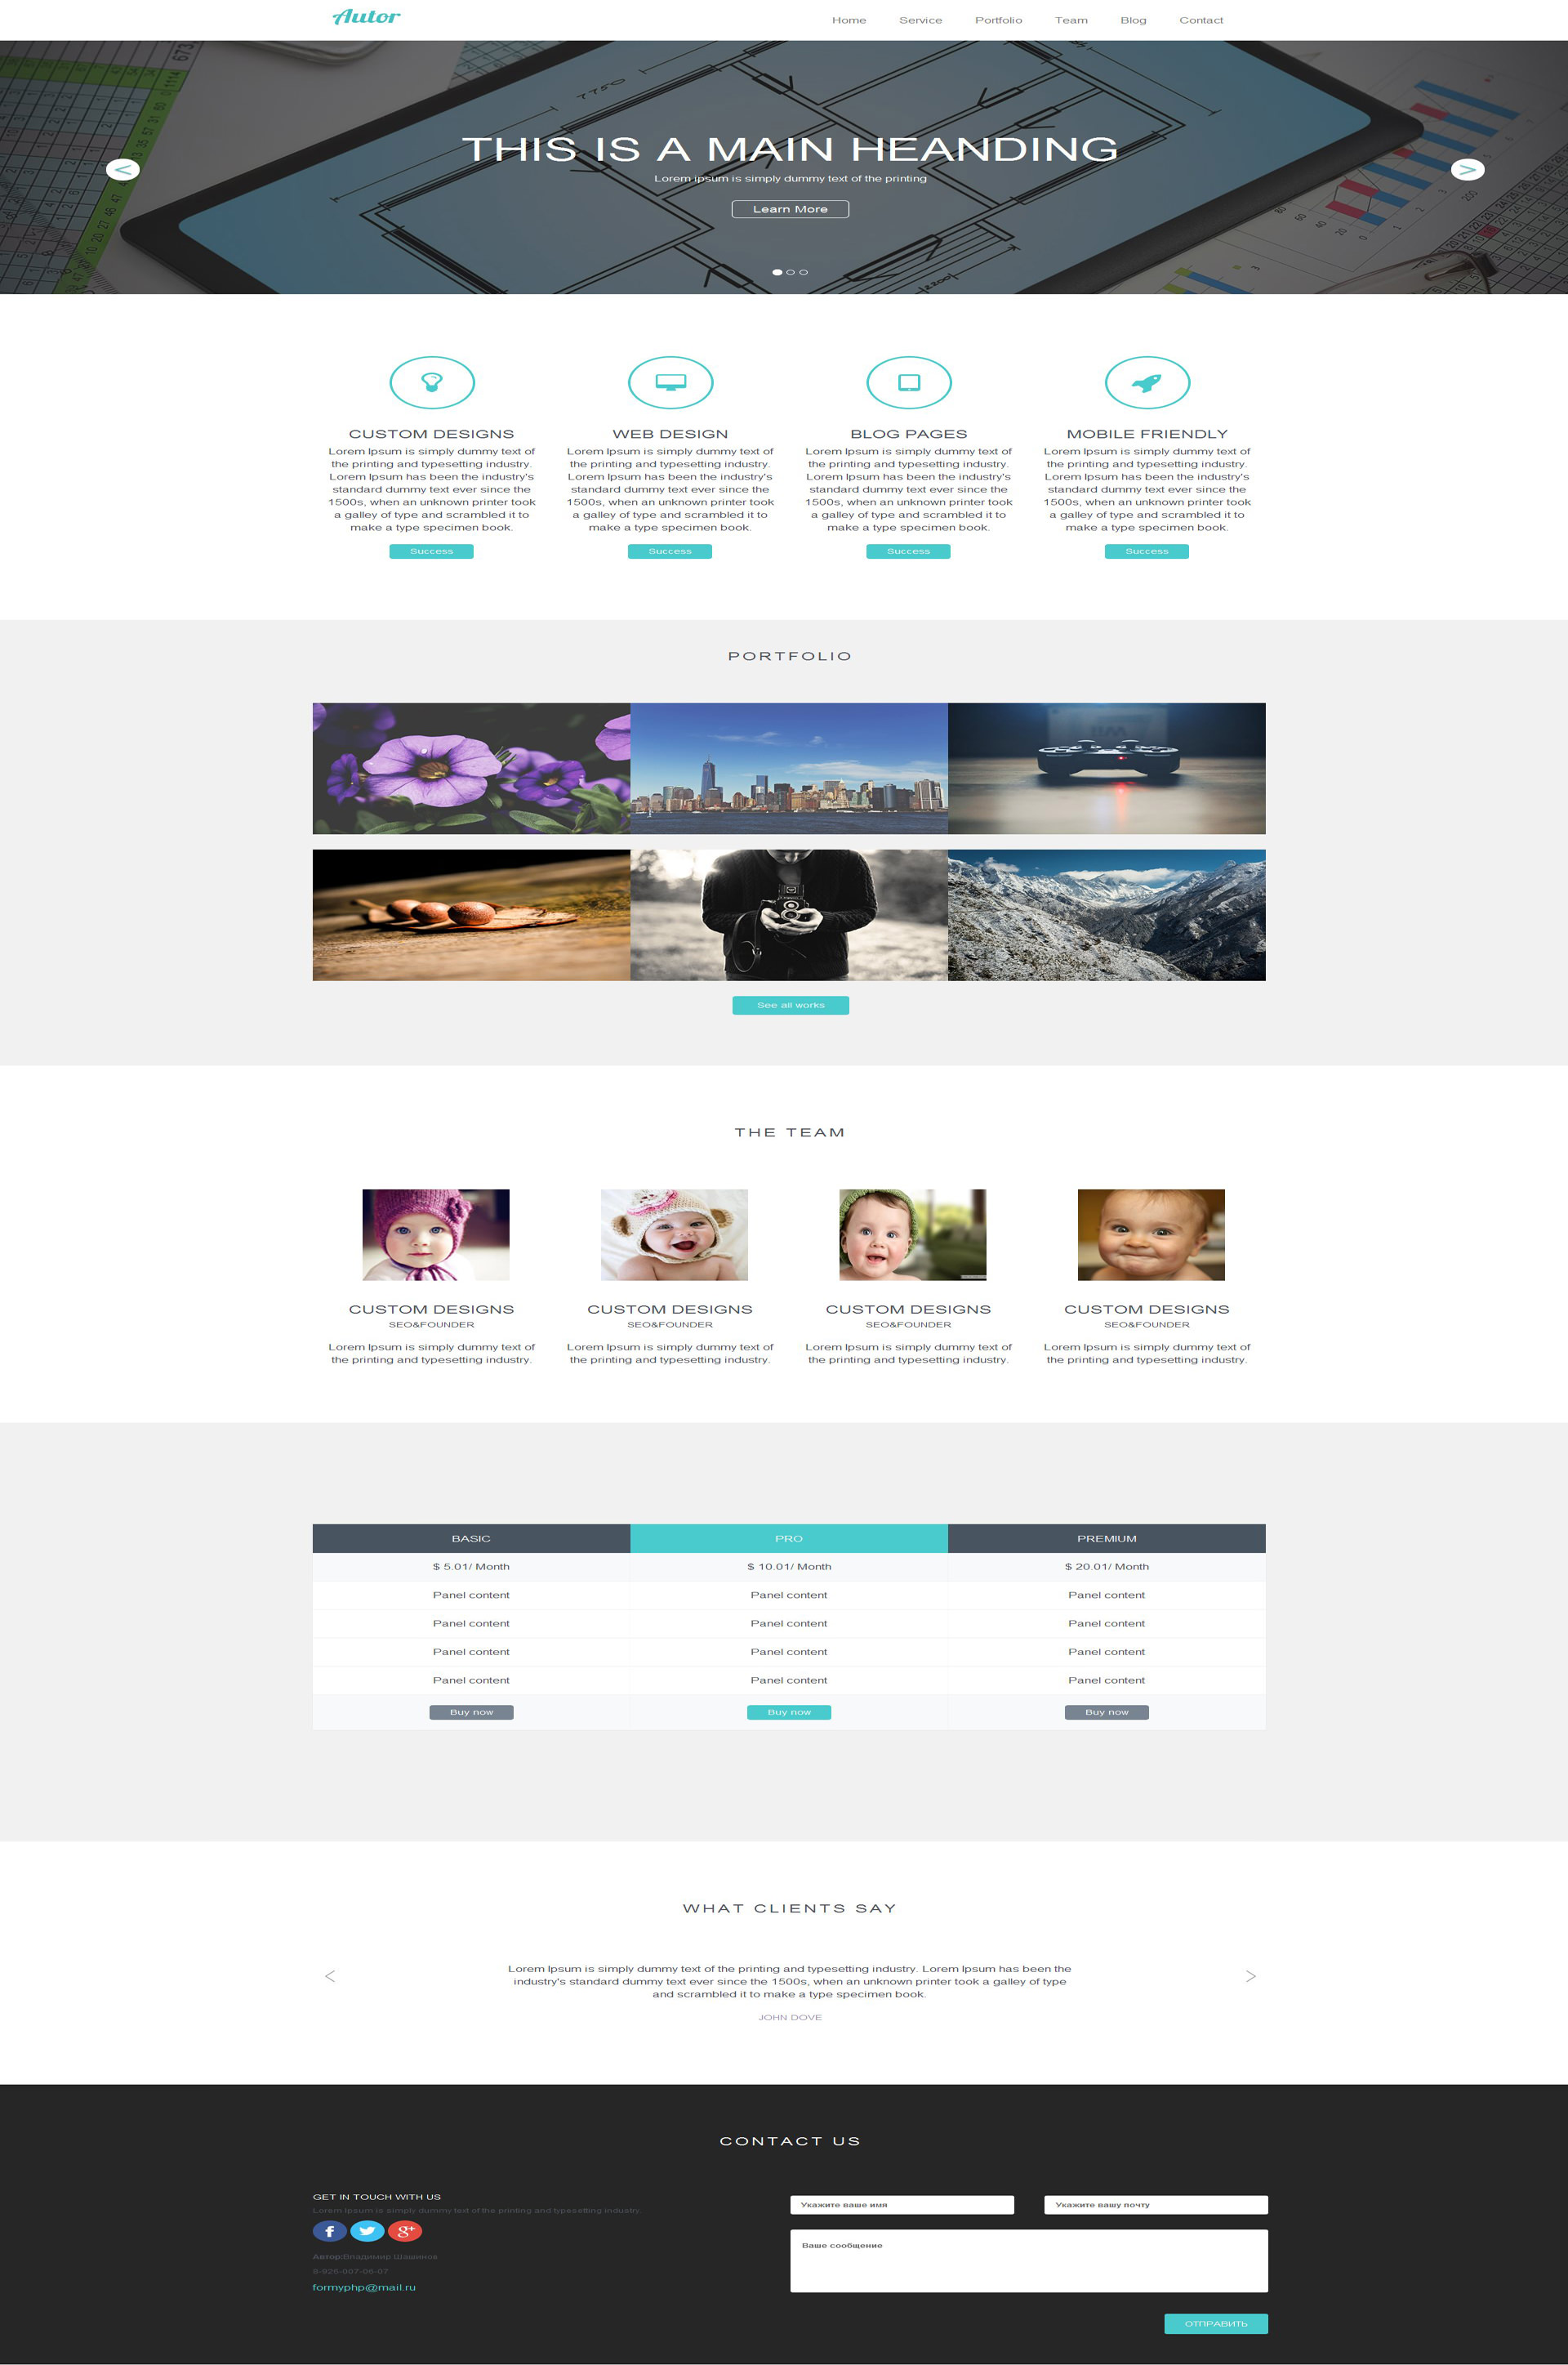 Autor
Home Service Portfolio Team Blog Contact
673
7750
THIS IS A MAIN HEANDING
Lorem ipsum is simply dummy text of the printing
Learn More
<
>
CUSTOM DESIGNS
Lorem Ipsum is simply dummy text of
the printing and typesetting industry.
Lorem Ipsum has been the industry's
standard dummy text ever since the
1500s, when an unknown printer took
a galley of type and scrambled it to
make a type specimen book.
Success
WEB DESIGN
Lorem Ipsum is simply dummy text of
the printing and typesetting industry.
Lorem Ipsum has been the industry's
standard dummy text ever since the
1500s, when an unknown printer took
a galley of type and scrambled it to
make a type specimen book.
Success
BLOG PAGES
Lorem Ipsum is simply dummy text of
the printing and typesetting industry.
Lorem Ipsum has been the industry's
standard dummy text ever since the
1500s, when an unknown printer took
a galley of type and scrambled it to
make a type specimen book.
Success
MOBILE FRIENDLY
Lorem Ipsum is simply dummy text of
the printing and typesetting industry.
Lorem Ipsum has been the industry's
standard dummy text ever since the
1500s, when an unknown printer took
a galley of type and scrambled it to
make a type specimen book.
Success
PORTFOLIO
See all works
THE TEAM
CUSTOM DESIGNS
SEO&FOUNDER
Lorem Ipsum is simply dummy text of
the printing and typesetting industry.
CUSTOM DESIGNS
SEO&FOUNDER
Lorem Ipsum is simply dummy text of
the printing and typesetting industry.
CUSTOM DESIGNS
SEO&FOUNDER
Lorem Ipsum is simply dummy text of
the printing and typesetting industry.
CUSTOM DESIGNS
SEO&FOUNDER
Lorem Ipsum is simply dummy text of
the printing and typesetting industry.
BASIC PRO PREMIUM
$ 5.01/ Month $ 10.01/ Month $ 20.01/ Month
Panel content Panel content Panel content
Panel content Panel content Panel content
Panel content Panel content Panel content
Panel content Panel content Panel content
Buy now Buy now Buy now
WHAT CLIENTS SAY
Lorem Ipsum is simply dummy text of the printing and typesetting industry. Lorem Ipsum has been the
industry's standard dummy text ever since the 1500s, when an unknown printer took a galley of type
and scrambled it to make a type specimen book.
<
>
JOHN DOVE
CONTACT US
GET IN TOUCH WITH US
Lorem Ipsum is simply dummy text of the printing and typesetting industry.
f g+
Автор:Владимир Шашинов
8-926-007-06-07
formyphp@mail.ru
Укажите ваше имя
Укажите вашу почту
Ваше сообщение
ОТПРАВИТЬ